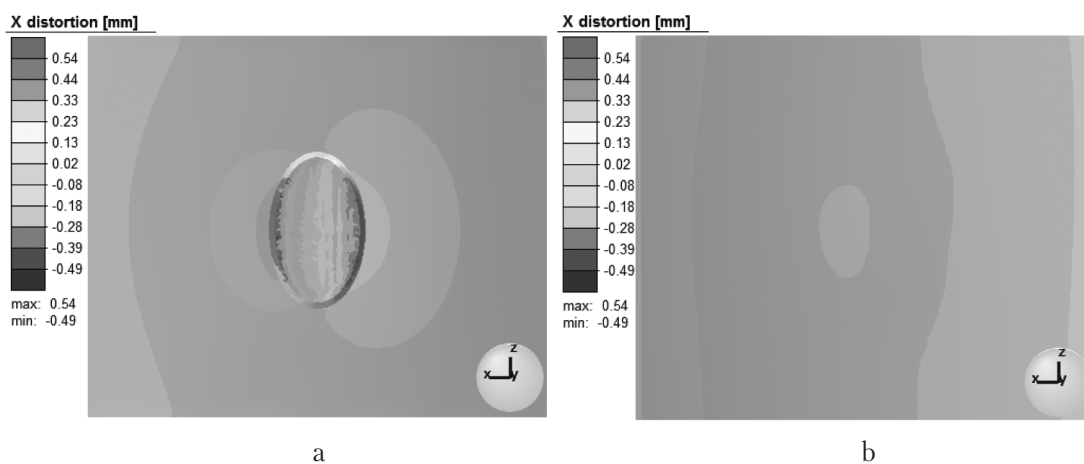 X distortion [mm]
0.54
0.44
0.33
0.23
0.13
0.02
-0.08
-0.18
-0.28
-0.39
-0.49
max: 0.54
min: -0.49
z
x y
a
X distortion [mm]
0.54
0.44
0.33
0.23
0.13
0.02
-0.08
-0.18
-0.28
-0.39
-0.49
max: 0.54
min: -0.49
z
x y
b